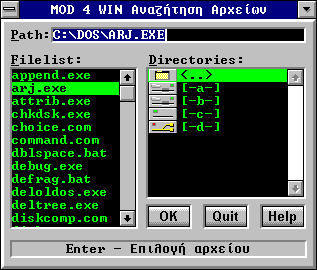 MOD 4 WIN Αναζήτηση Αρχείων
Path: C:\DOS\ARJ.EXE
Filelist:
append.exe
arj.exe
attrib.exe
chkdsk.exe
choice.com
command.com
dblspace.bat
debug.exe
defrag.bat
deloldos.exe
deltree.exe
diskcomp.com
Directories:
<..>
[-a-]
[-b-]
[-c-]
[-d-]
OK Quit Help
Enter - Επιλογή αρχείου